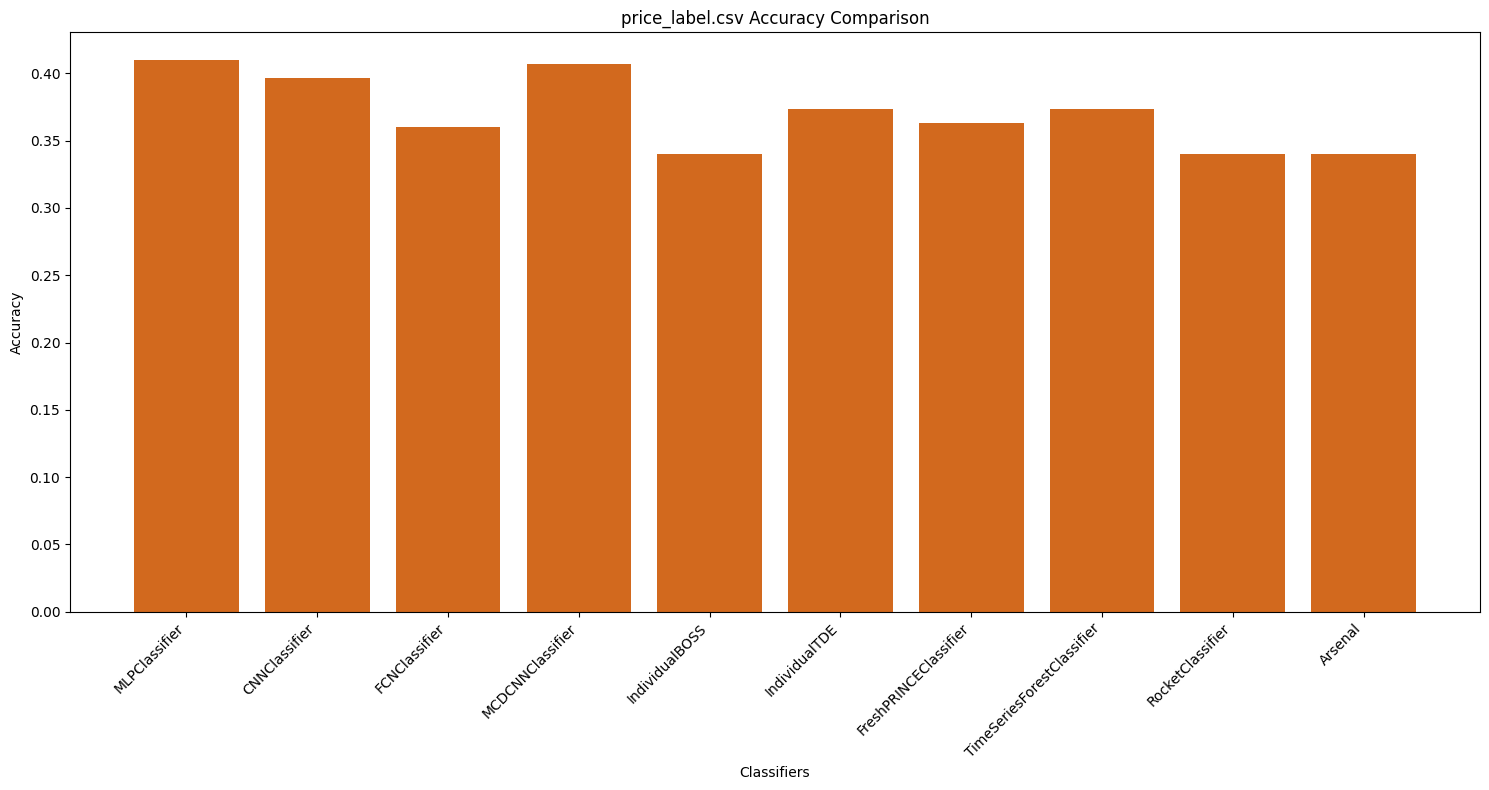 price_label.csv Accuracy Comparison
Accuracy
0.40
0.35
0.30
0.25
0.20
0.15
0.10
0.05
0.00
MLPClassifier
CNNClassifier
FCNClassifier
MCDCNNClassifier
IndividualBOSS
IndividualTDE
FreshPRINCEClassifier
TimeSeriesForestClassifier
RocketClassifier
Arsenal
Classifiers